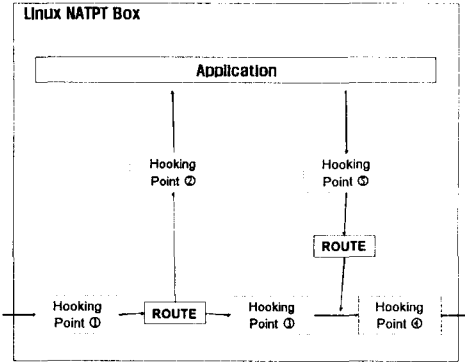 Linux NATPT Box
Application
Hooking
Point ②
Hooking
Point ⑤
ROUTE
Hooking
Point ①
ROUTE
Hooking
Point ③
Hooking
Point ④